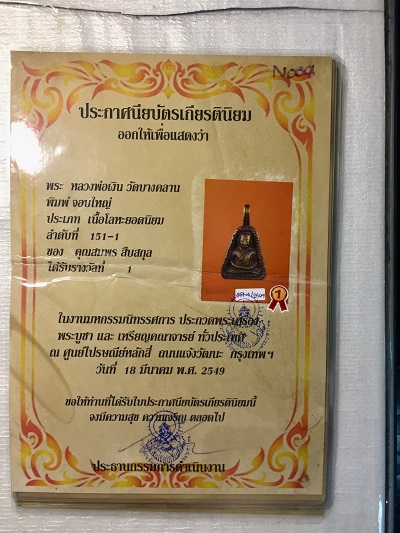 ประกาศนียบัตรเกียรตินิยม
ออกให้เพื่อแสดงว่า
พระ หลวงพ่อเงิน วัดบางคลาน
พิมพ์ จอบใหญ่
ประเภท เนื้อโลหะยอดนิยม
ลำดับที่ 151-1
ของ คุณสมพร สืบสกุล
ได้รับรางวัลที่ 1
1
ในงานมหกรรมนิทรรศการ ประกวดพระเครื่อง
พระบูชา และ เหรียญคณาจารย์ ทั่วประเทศ
ณ ศูนย์ไปรษณีย์หลักสี่ ถนนแจ้งวัฒนะ กรุงเทพฯ
วันที่ 18 มีนาคม พ.ศ. 2549
ขอให้ท่านที่ได้รับใบประกาศนียบัตรเกียรตินิยมนี้
จงมีความสุข ความเจริญ ตลอดไป
ประธานกรรมการดำเนินงาน